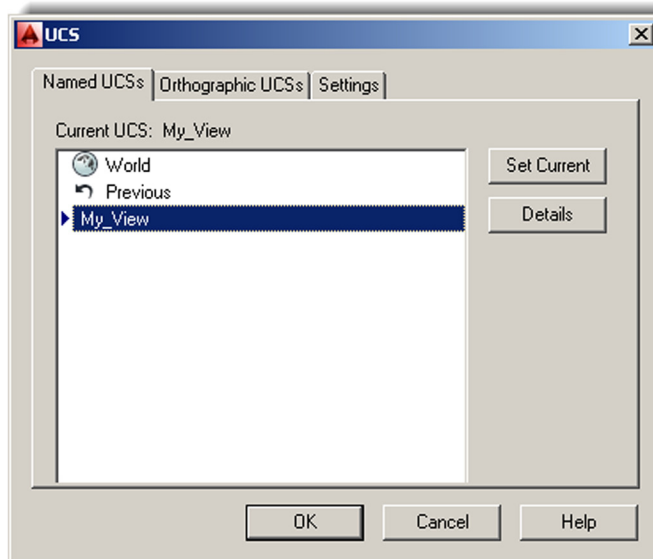 UCS
Named UCSs Orthographic UCSs Settings
Current UCS: My_View
World
Previous
My_View
Set Current
Details
OK Cancel Help